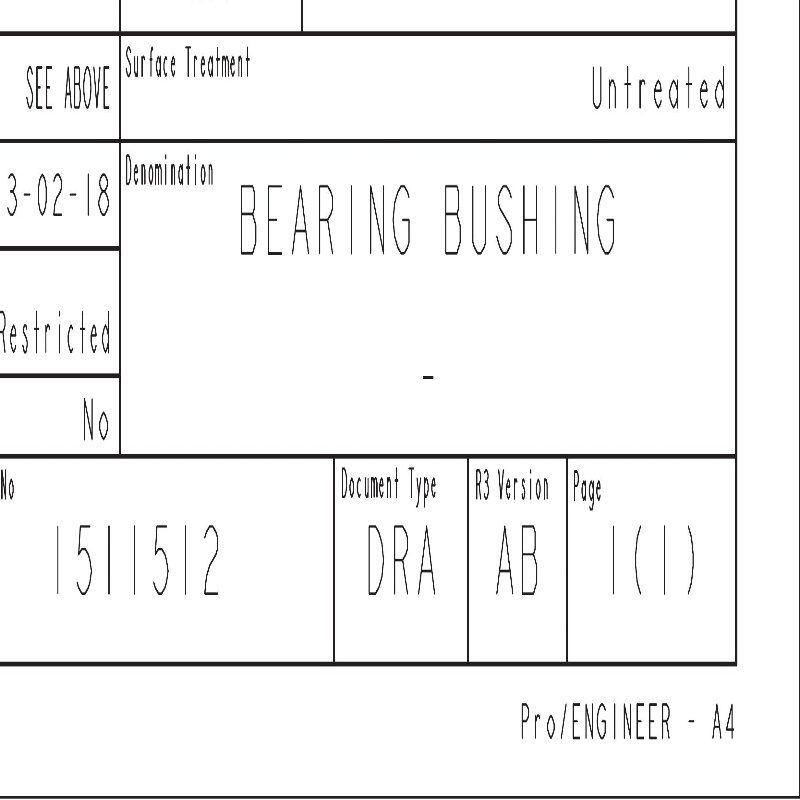 Surface Treatment
SEE ABOVE
Untreated
Denomination
3-02-18
BEARING BUSHING
Restricted
-
No
No
Document Type
R3 Version
Page
1511512
DRA
AB
1(1)
Pro/ENGINEER - A4